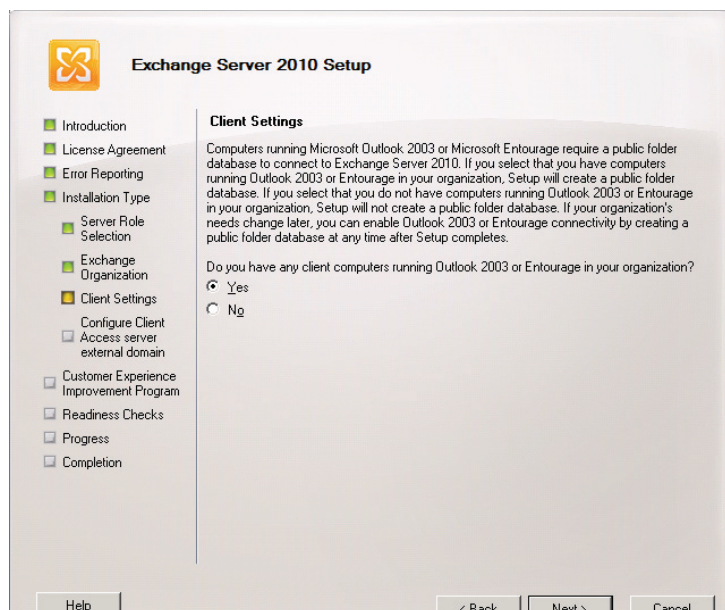 Exchange Server 2010 Setup
Introduction
License Agreement
Error Reporting
Installation Type
Server Role
Selection
Exchange
Organization
Client Settings
Configure Client
Access server
external domain
Customer Experience
Improvement Program
Readiness Checks
Progress
Completion
Client Settings
Computers running Microsoft Outlook 2003 or Microsoft Entourage require a public folder
database to connect to Exchange Server 2010. If you select that you have computers
running Outlook 2003 or Entourage in your organization, Setup will create a public folder
database. If you select that you do not have computers running Outlook 2003 or Entourage
in your organization, Setup will not create a public folder database. If your organization's
needs change later, you can enable Outlook 2003 or Entourage connectivity by creating a
public folder database at any time after Setup completes.
Do you have any client computers running Outlook 2003 or Entourage in your organization?
Yes
No
Help
< Back
Next >
Cancel